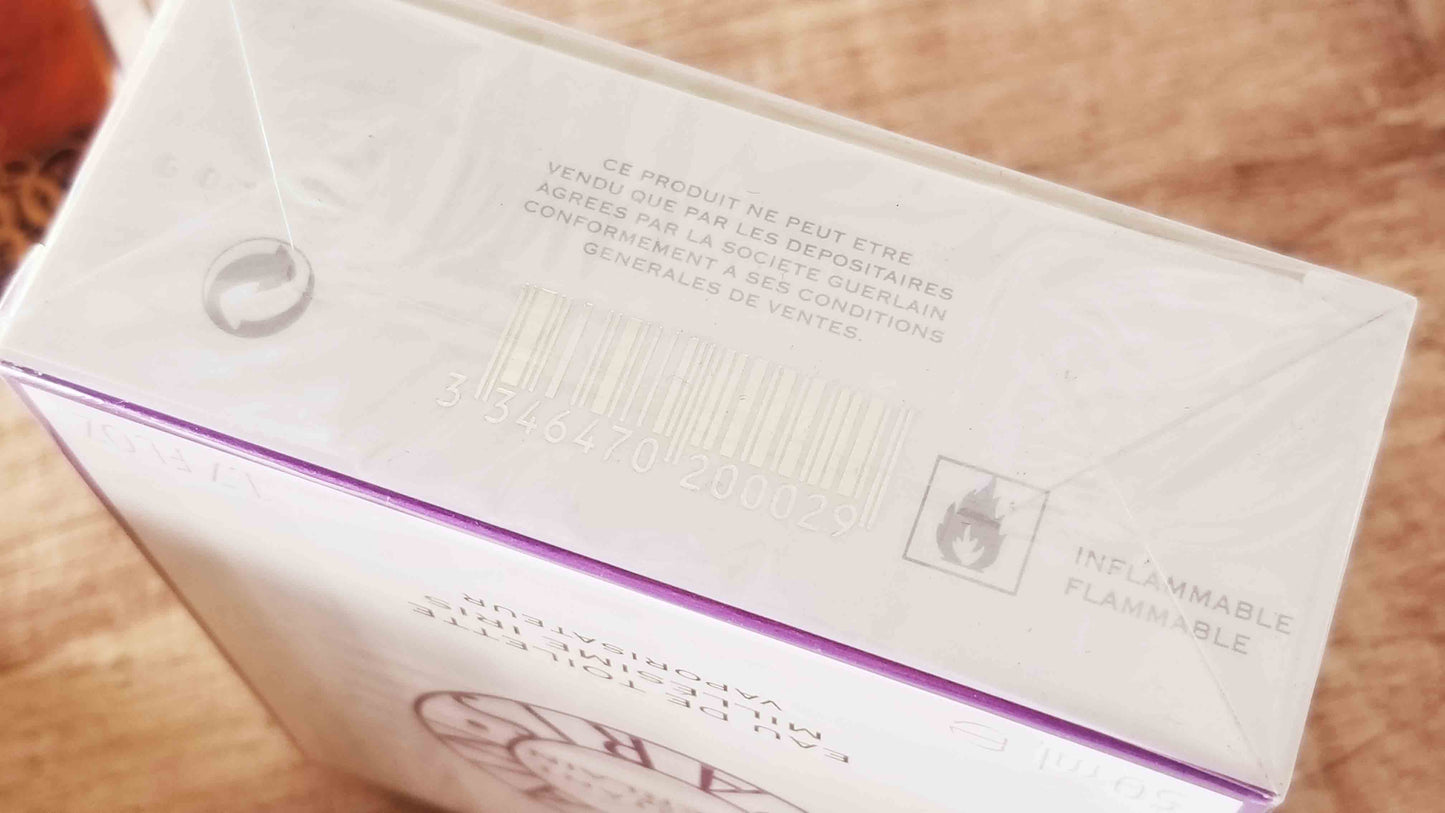 CE PRODUIT NE PEUT ETRE
VENDU QUE PAR LES DEPOSITAIRES
AGREES PAR LA SOCIETE GUERLAIN
CONFORMEMENT A SES CONDITIONS
GENERALES DE VENTES.
3 346470 200029
INFLAMMABLE
FLAMMABLE
EAU DE TOILETTE
MILLESIME IRIS
VAPORISATEUR